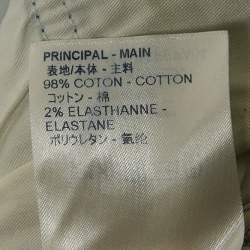 PRINCIPAL - MAIN
表地/本体 - 主料
98% COTON - COTTON
コットン - 棉
2% ELASTHANNE -
ELASTANE
ポリウレタン - 氨纶